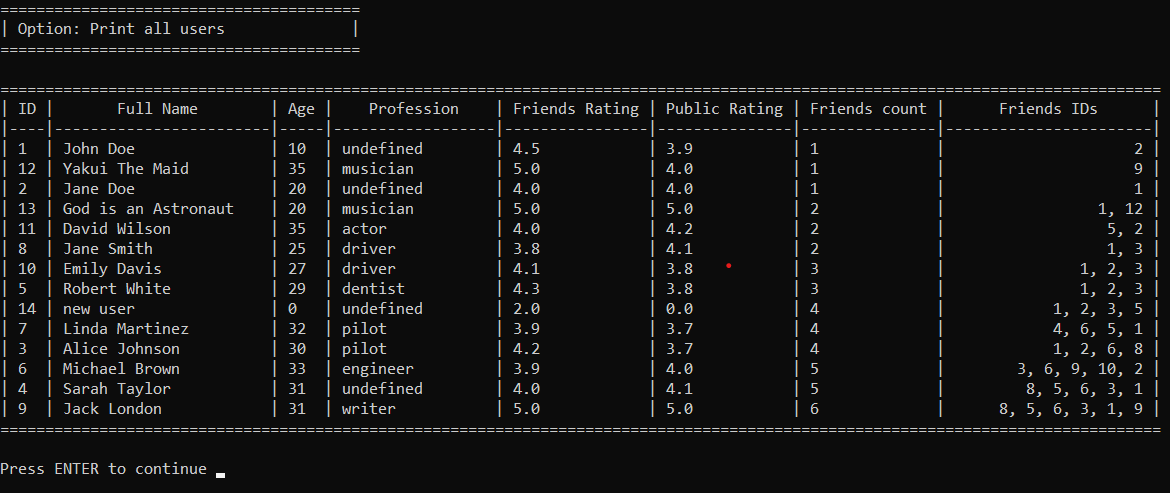 ========================================
| Option: Print all users              |
========================================
=================================================================================================================================
| ID |       Full Name        | Age |    Profession    | Friends Rating | Public Rating | Friends count |      Friends IDs      |
|----|------------------------|-----|------------------|----------------|---------------|---------------|-----------------------|
| 1  | John Doe               | 10  | undefined        | 4.5            | 3.9           | 1             |                     2 |
| 12 | Yakui The Maid         | 35  | musician         | 5.0            | 4.0           | 1             |                     9 |
| 2  | Jane Doe               | 20  | undefined        | 4.0            | 4.0           | 1             |                     1 |
| 13 | God is an Astronaut    | 20  | musician         | 5.0            | 5.0           | 2             |                 1, 12 |
| 11 | David Wilson           | 35  | actor            | 4.0            | 4.2           | 2             |                  5, 2 |
| 8  | Jane Smith             | 25  | driver           | 3.8            | 4.1           | 2             |                  1, 3 |
| 10 | Emily Davis            | 27  | driver           | 4.1            | 3.8           | 3             |               1, 2, 3 |
| 5  | Robert White           | 29  | dentist          | 4.3            | 3.8           | 3             |               1, 2, 3 |
| 14 | new user               | 0   | undefined        | 2.0            | 0.0           | 4             |            1, 2, 3, 5 |
| 7  | Linda Martinez         | 32  | pilot            | 3.9            | 3.7           | 4             |            4, 6, 5, 1 |
| 3  | Alice Johnson          | 30  | pilot            | 4.2            | 3.7           | 4             |            1, 2, 6, 8 |
| 6  | Michael Brown          | 33  | engineer         | 3.9            | 4.0           | 5             |        3, 6, 9, 10, 2 |
| 4  | Sarah Taylor           | 31  | undefined        | 4.0            | 4.1           | 5             |         8, 5, 6, 3, 1 |
| 9  | Jack London            | 31  | writer           | 5.0            | 5.0           | 6             |      8, 5, 6, 3, 1, 9 |
=================================================================================================================================
Press ENTER to continue